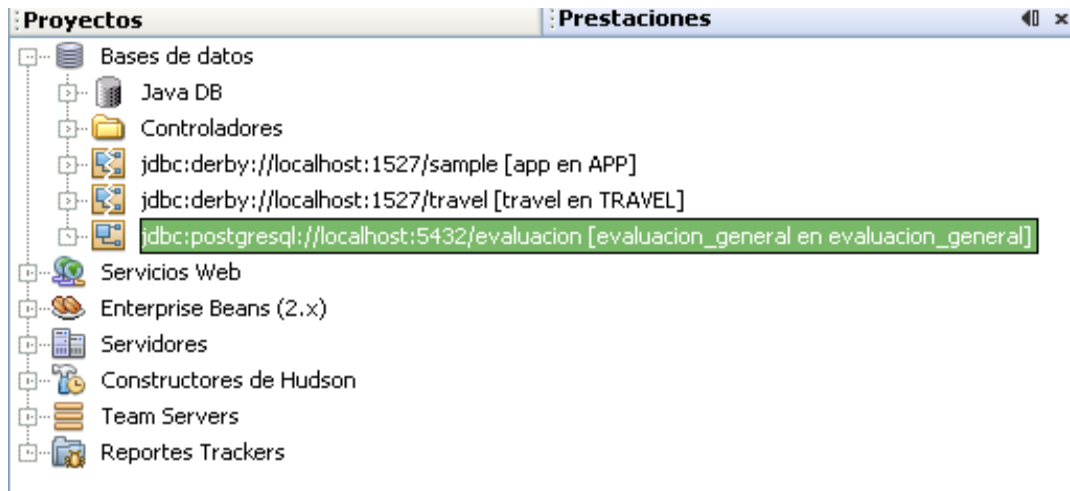 Proyectos Prestaciones
Bases de datos
Java DB
Controladores
jdbc:derby://localhost:1527/sample [app en APP]
jdbc:derby://localhost:1527/travel [travel en TRAVEL]
jdbc:postgresql://localhost:5432/evaluacion [evaluacion_general en evaluacion_general]
Servicios Web
Enterprise Beans (2.x)
Servidores
Constructores de Hudson
Team Servers
Reportes Trackers